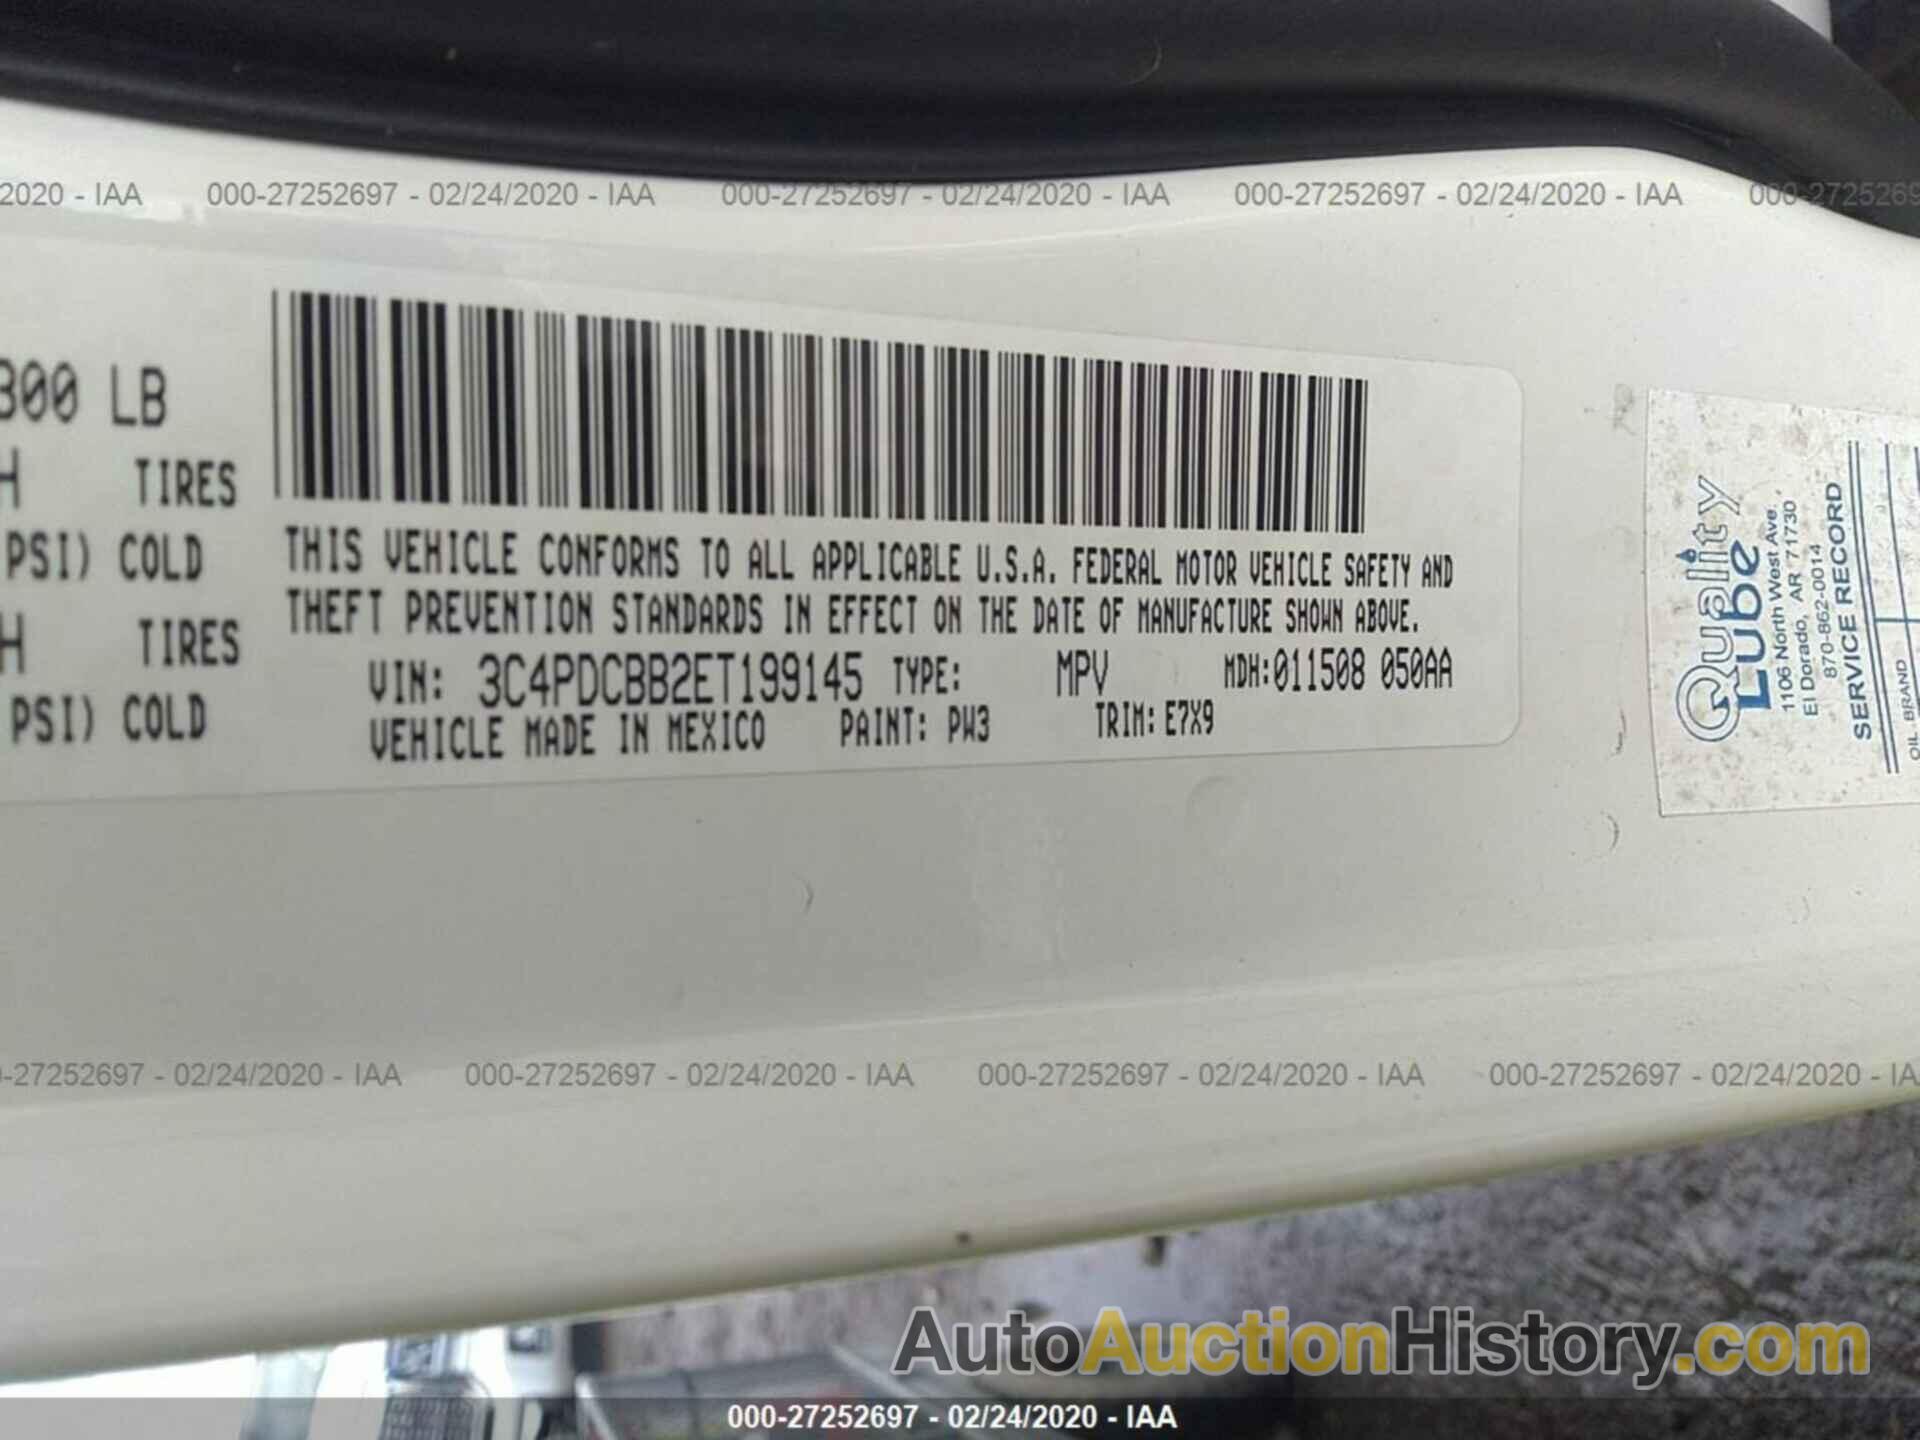 2020 - IAA 000-27252697 - 02/24/2020 - IAA 000-27252697 - 02/24/2020 - IAA 000-27252697 - 02/24/2020 - IAA 000-2725269
300 LB
H TIRES
PSI) COLD
H TIRES
PSI) COLD
THIS VEHICLE CONFORMS TO ALL APPLICABLE U.S.A. FEDERAL MOTOR VEHICLE SAFETY AND
THEFT PREVENTION STANDARDS IN EFFECT ON THE DATE OF MANUFACTURE SHOWN ABOVE.
VIN: 3C4PDCBB2ET199145 TYPE: MPV MDH:011508 050AA
VEHICLE MADE IN MEXICO PAINT: PW3 TRIM: E7X9
Quality
Lube
1106 North West Ave.
El Dorado, AR 71730
870-862-0014
SERVICE RECORD
OIL BRAND
-27252697 - 02/24/2020 - IAA 000-27252697 - 02/24/2020 - IAA 000-27252697 - 02/24/2020 - IAA 000-27252697 - 02/24/2020 - IA
AutoAuctionHistory.com
000-27252697 - 02/24/2020 - IAA